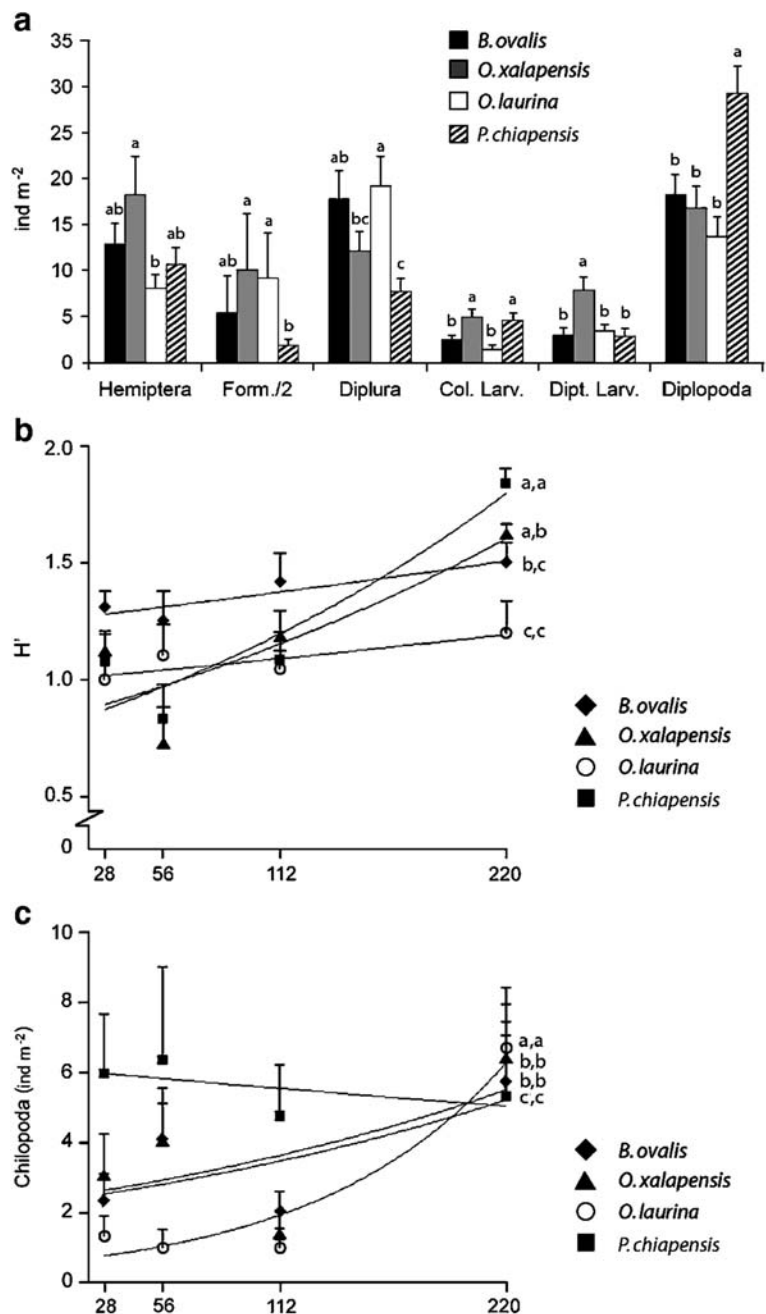 a
B. ovalis
O. xalapensis
O. laurina
P. chiapensis
ind m-2
35
30
25
20
15
10
5
0
ab a b ab
ab a a b
ab bc a c
b a b a
b a b b
b b b a
Hemiptera Form./2 Diplura Col. Larv. Dipt. Larv. Diplopoda
b
H'
2.0
1.5
1.0
0.5
0
a,a
a,b
b,c
c,c
B. ovalis
O. xalapensis
O. laurina
P. chiapensis
28 56 112 220
c
Chilopoda (ind m-2)
10
8
6
4
2
0
a,a
b,b
b,b
c,c
B. ovalis
O. xalapensis
O. laurina
P. chiapensis
28 56 112 220